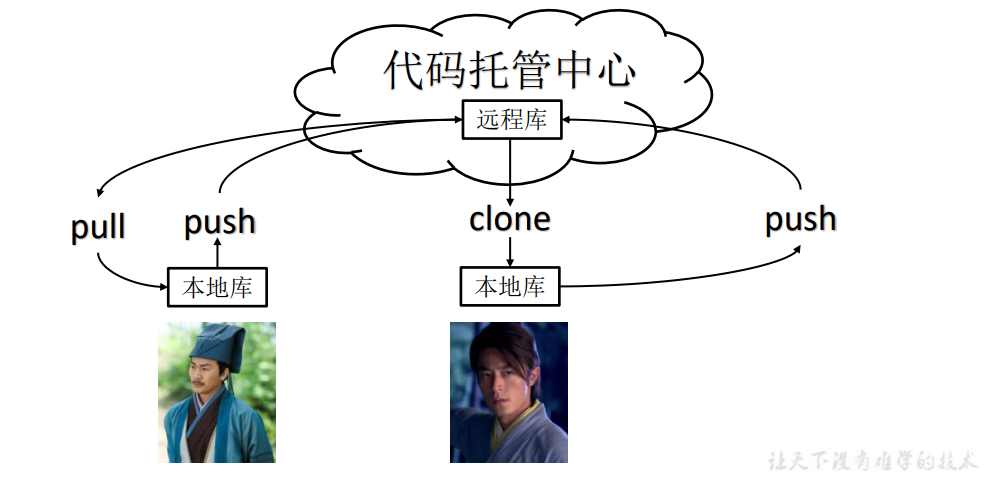 代码托管中心
远程库
pull
push
clone
push
本地库
本地库
让天下没有难学的技术